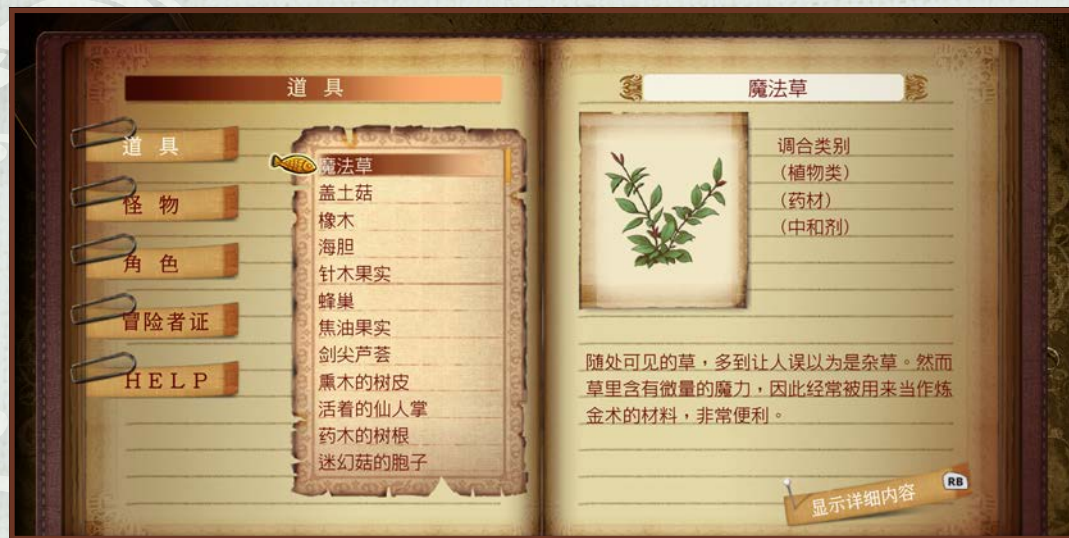 道具
道具
怪物
角色
冒险者证
HELP
魔法草
盖土菇
橡木
海胆
针木果实
蜂巢
焦油果实
剑尖芦荟
熏木的树皮
活着的仙人掌
药木的树根
迷幻菇的胞子
魔法草
调合类别
(植物类)
(药材)
(中和剂)
随处可见的草，多到让人误以为是杂草。然而
草里含有微量的魔力，因此经常被用来当作炼
金术的材料，非常便利。
显示详细内容
RB